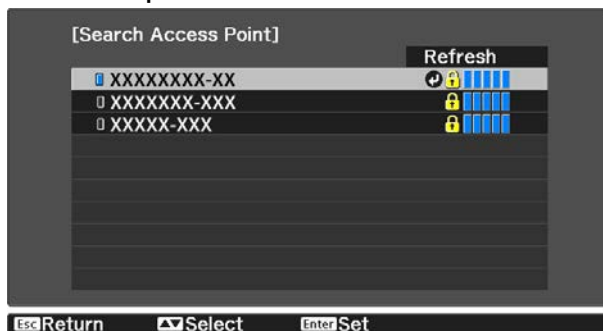 [Search Access Point]
Refresh
XXXXXXXX-XX
XXXXXXX-XXX
XXXXX-XXX
Esc Return Select Enter Set